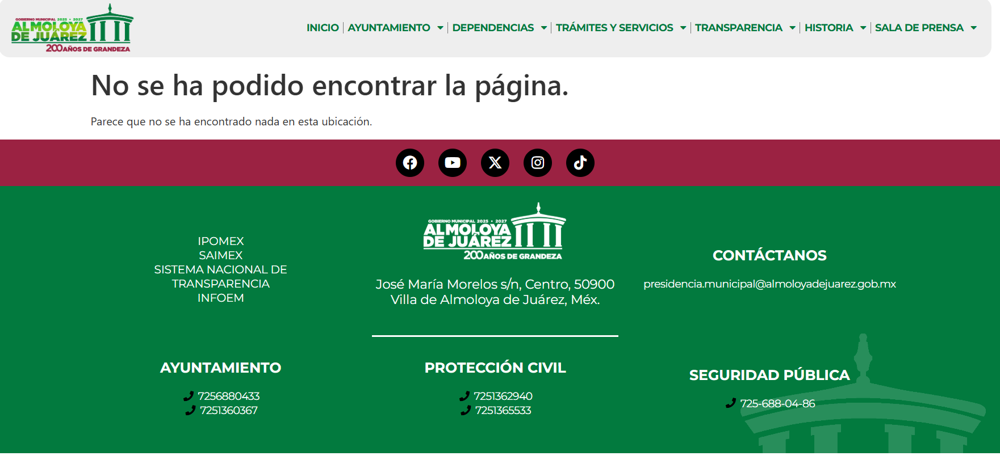 GOBIERNO MUNICIPAL 2025 • 2027
ALMOLOYA
DE JUÁREZ
200 AÑOS DE GRANDEZA
INICIO AYUNTAMIENTO DEPENDENCIAS TRÁMITES Y SERVICIOS TRANSPARENCIA HISTORIA SALA DE PRENSA
No se ha podido encontrar la página.
Parece que no se ha encontrado nada en esta ubicación.
IPOMEX
SAIMEX
SISTEMA NACIONAL DE
TRANSPARENCIA
INFOEM
GOBIERNO MUNICIPAL 2025 • 2027
ALMOLOYA
DE JUÁREZ
200 AÑOS DE GRANDEZA
José María Morelos s/n, Centro, 50900
Villa de Almoloya de Juárez, Méx.
CONTÁCTANOS
presidencia.municipal@almoloyadejuarez.gob.mx
AYUNTAMIENTO
7256880433
7251360367
PROTECCIÓN CIVIL
7251362940
7251365533
SEGURIDAD PÚBLICA
725-688-04-86